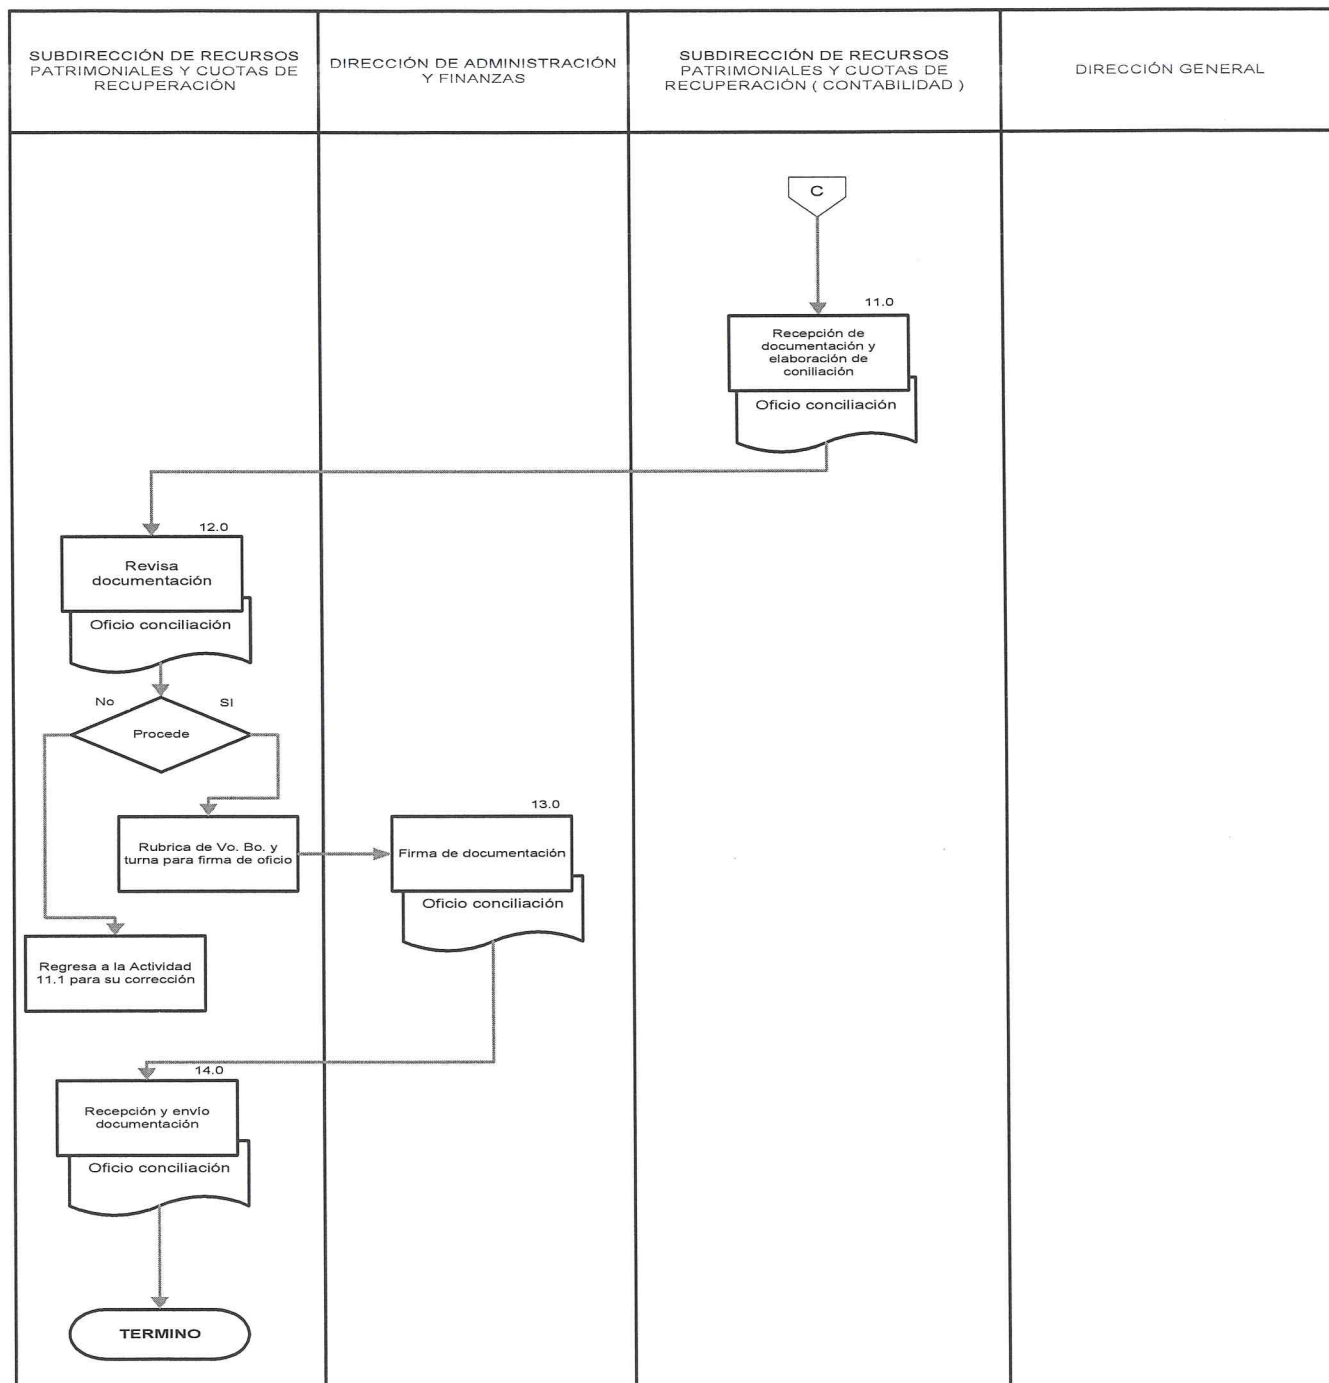 SUBDIRECCIÓN DE RECURSOS
PATRIMONIALES Y CUOTAS DE
RECUPERACIÓN
DIRECCIÓN DE ADMINISTRACIÓN
Y FINANZAS
SUBDIRECCIÓN DE RECURSOS
PATRIMONIALES Y CUOTAS DE
RECUPERACIÓN ( CONTABILIDAD )
DIRECCIÓN GENERAL
C
11.0
Recepción de
documentación y
elaboración de
coniliación
Oficio conciliación
12.0
Revisa
documentación
Oficio conciliación
No
SI
Procede
Rubrica de Vo. Bo. y
turna para firma de oficio
13.0
Firma de documentación
Oficio conciliación
Regresa a la Actividad
11.1 para su corrección
14.0
Recepción y envío
documentación
Oficio conciliación
TERMINO